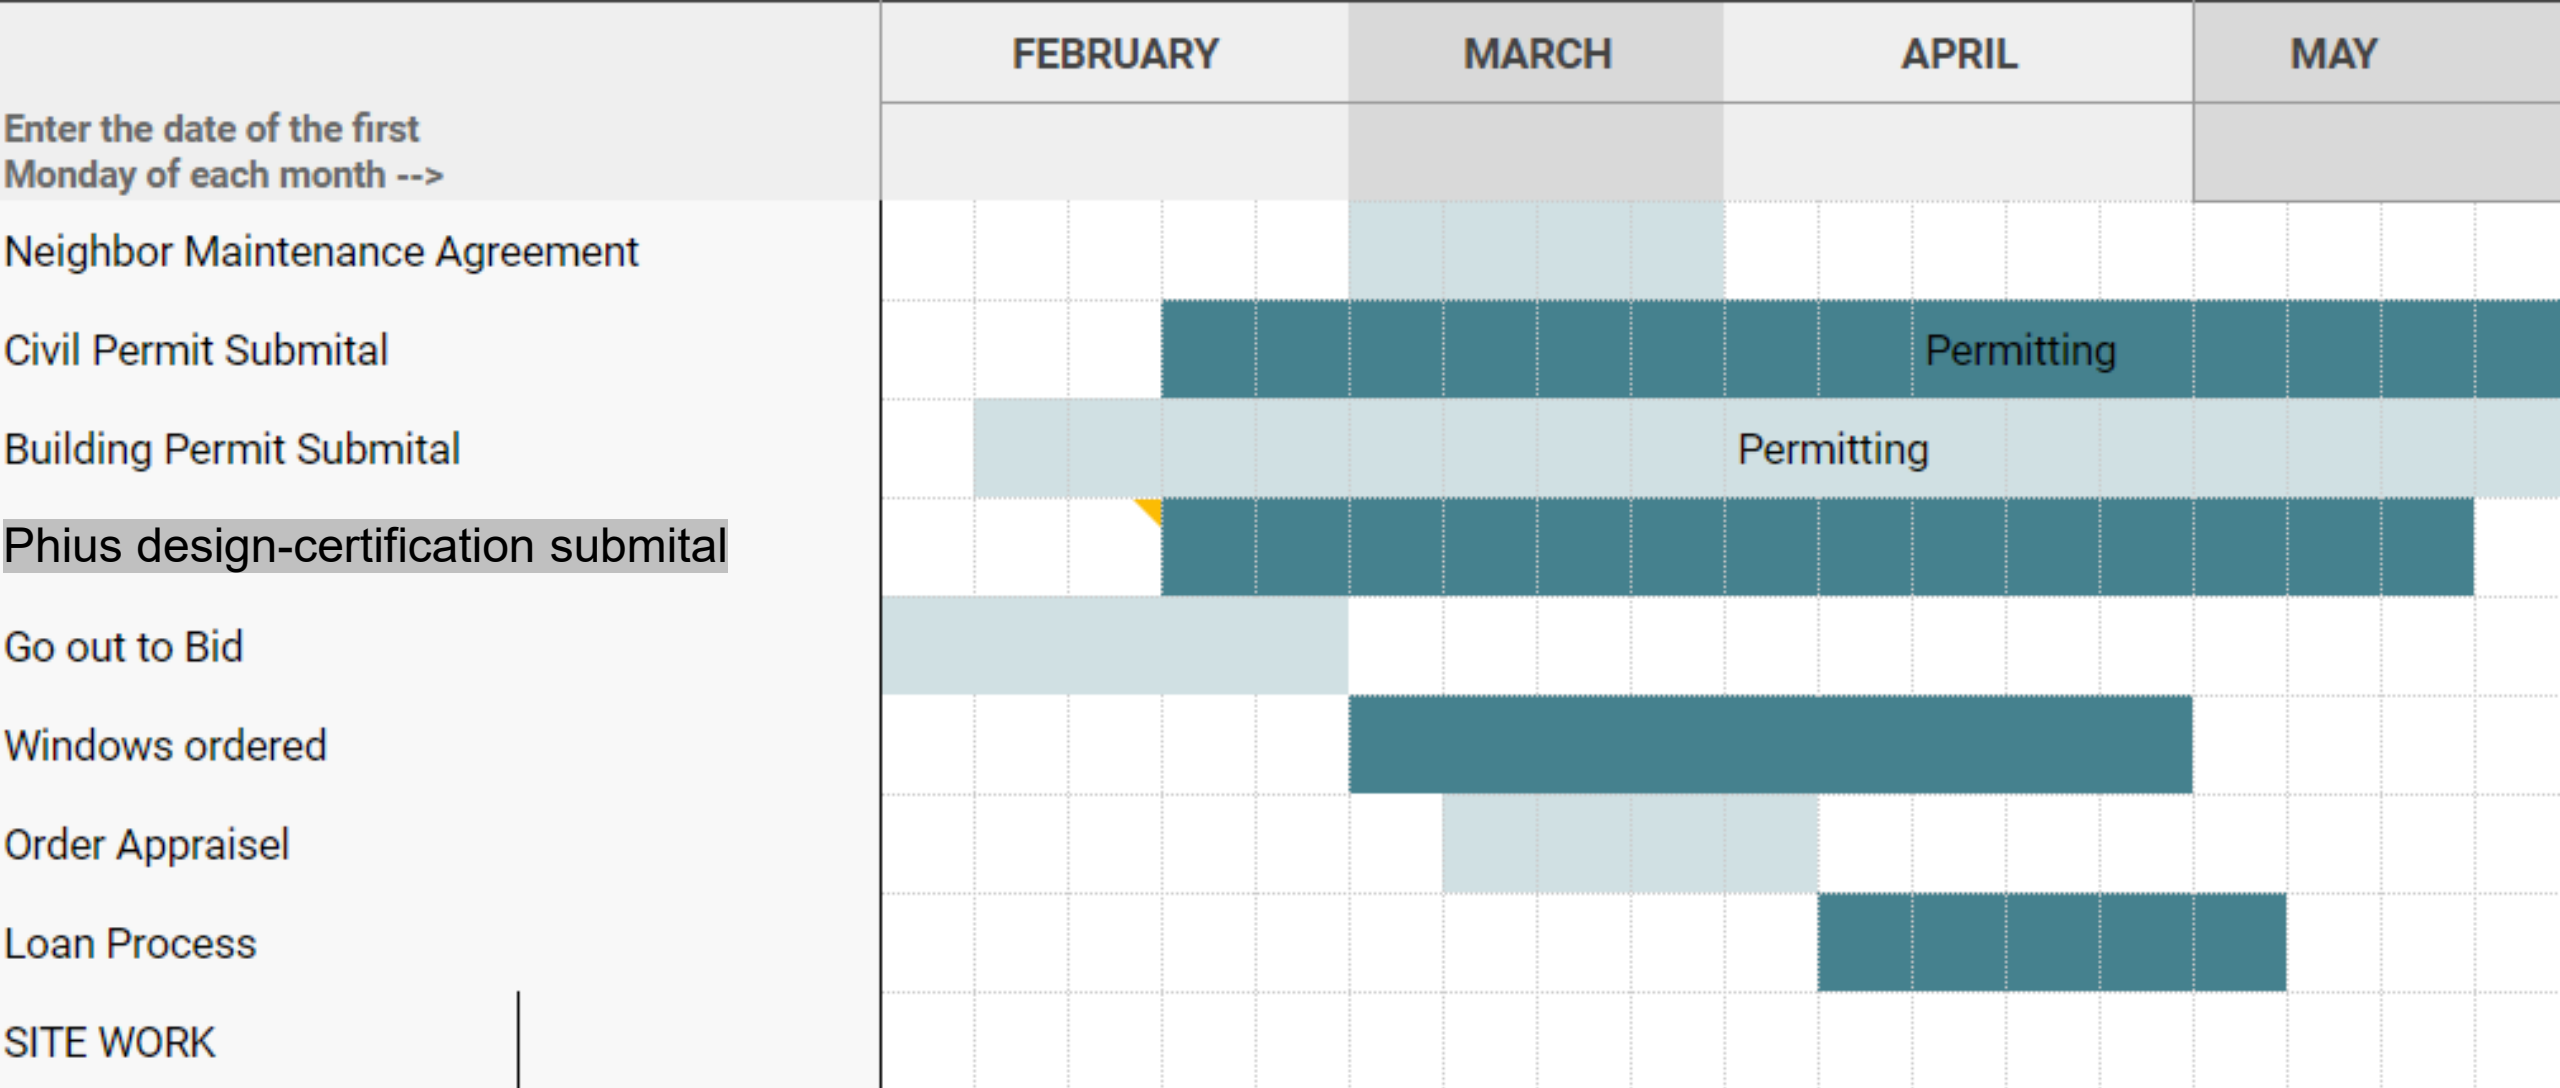 FEBRUARY MARCH APRIL MAY
Enter the date of the first
Monday of each month -->
Neighbor Maintenance Agreement
Civil Permit Submital Permitting
Building Permit Submital Permitting
Phius design-certification submital
Go out to Bid
Windows ordered
Order Appraisel
Loan Process
SITE WORK